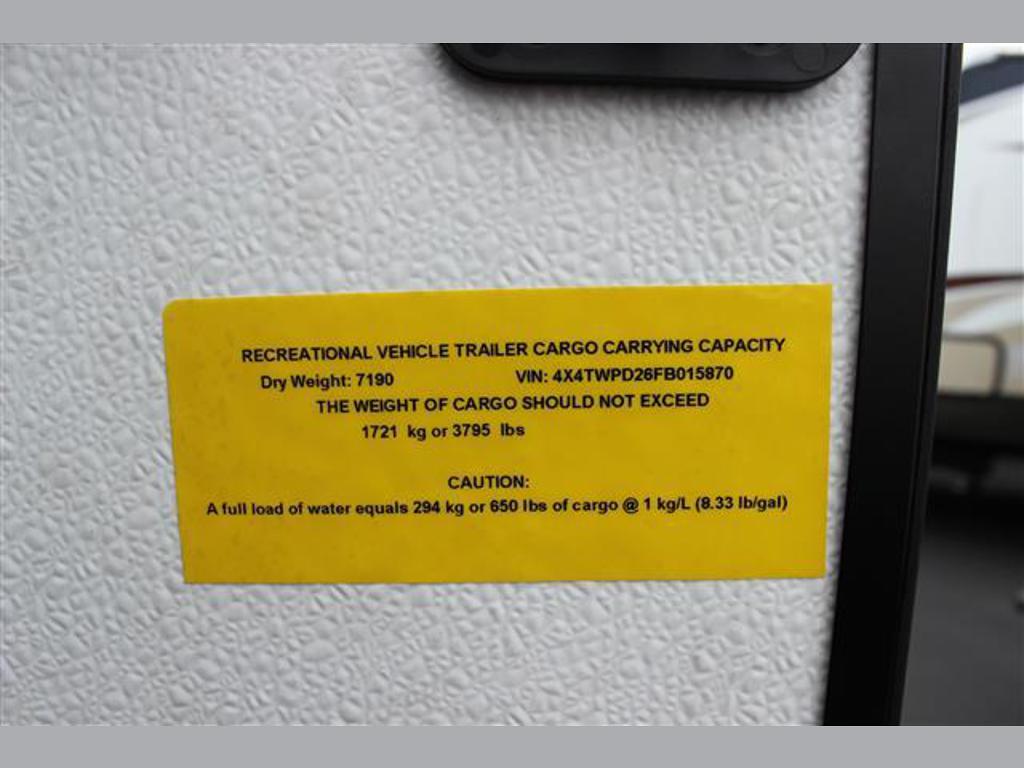 RECREATIONAL VEHICLE TRAILER CARGO CARRYING CAPACITY
Dry Weight: 7190 VIN: 4X4TWPD26FB015870
THE WEIGHT OF CARGO SHOULD NOT EXCEED
1721 kg or 3795 lbs
CAUTION:
A full load of water equals 294 kg or 650 lbs of cargo @ 1 kg/L (8.33 lb/gal)